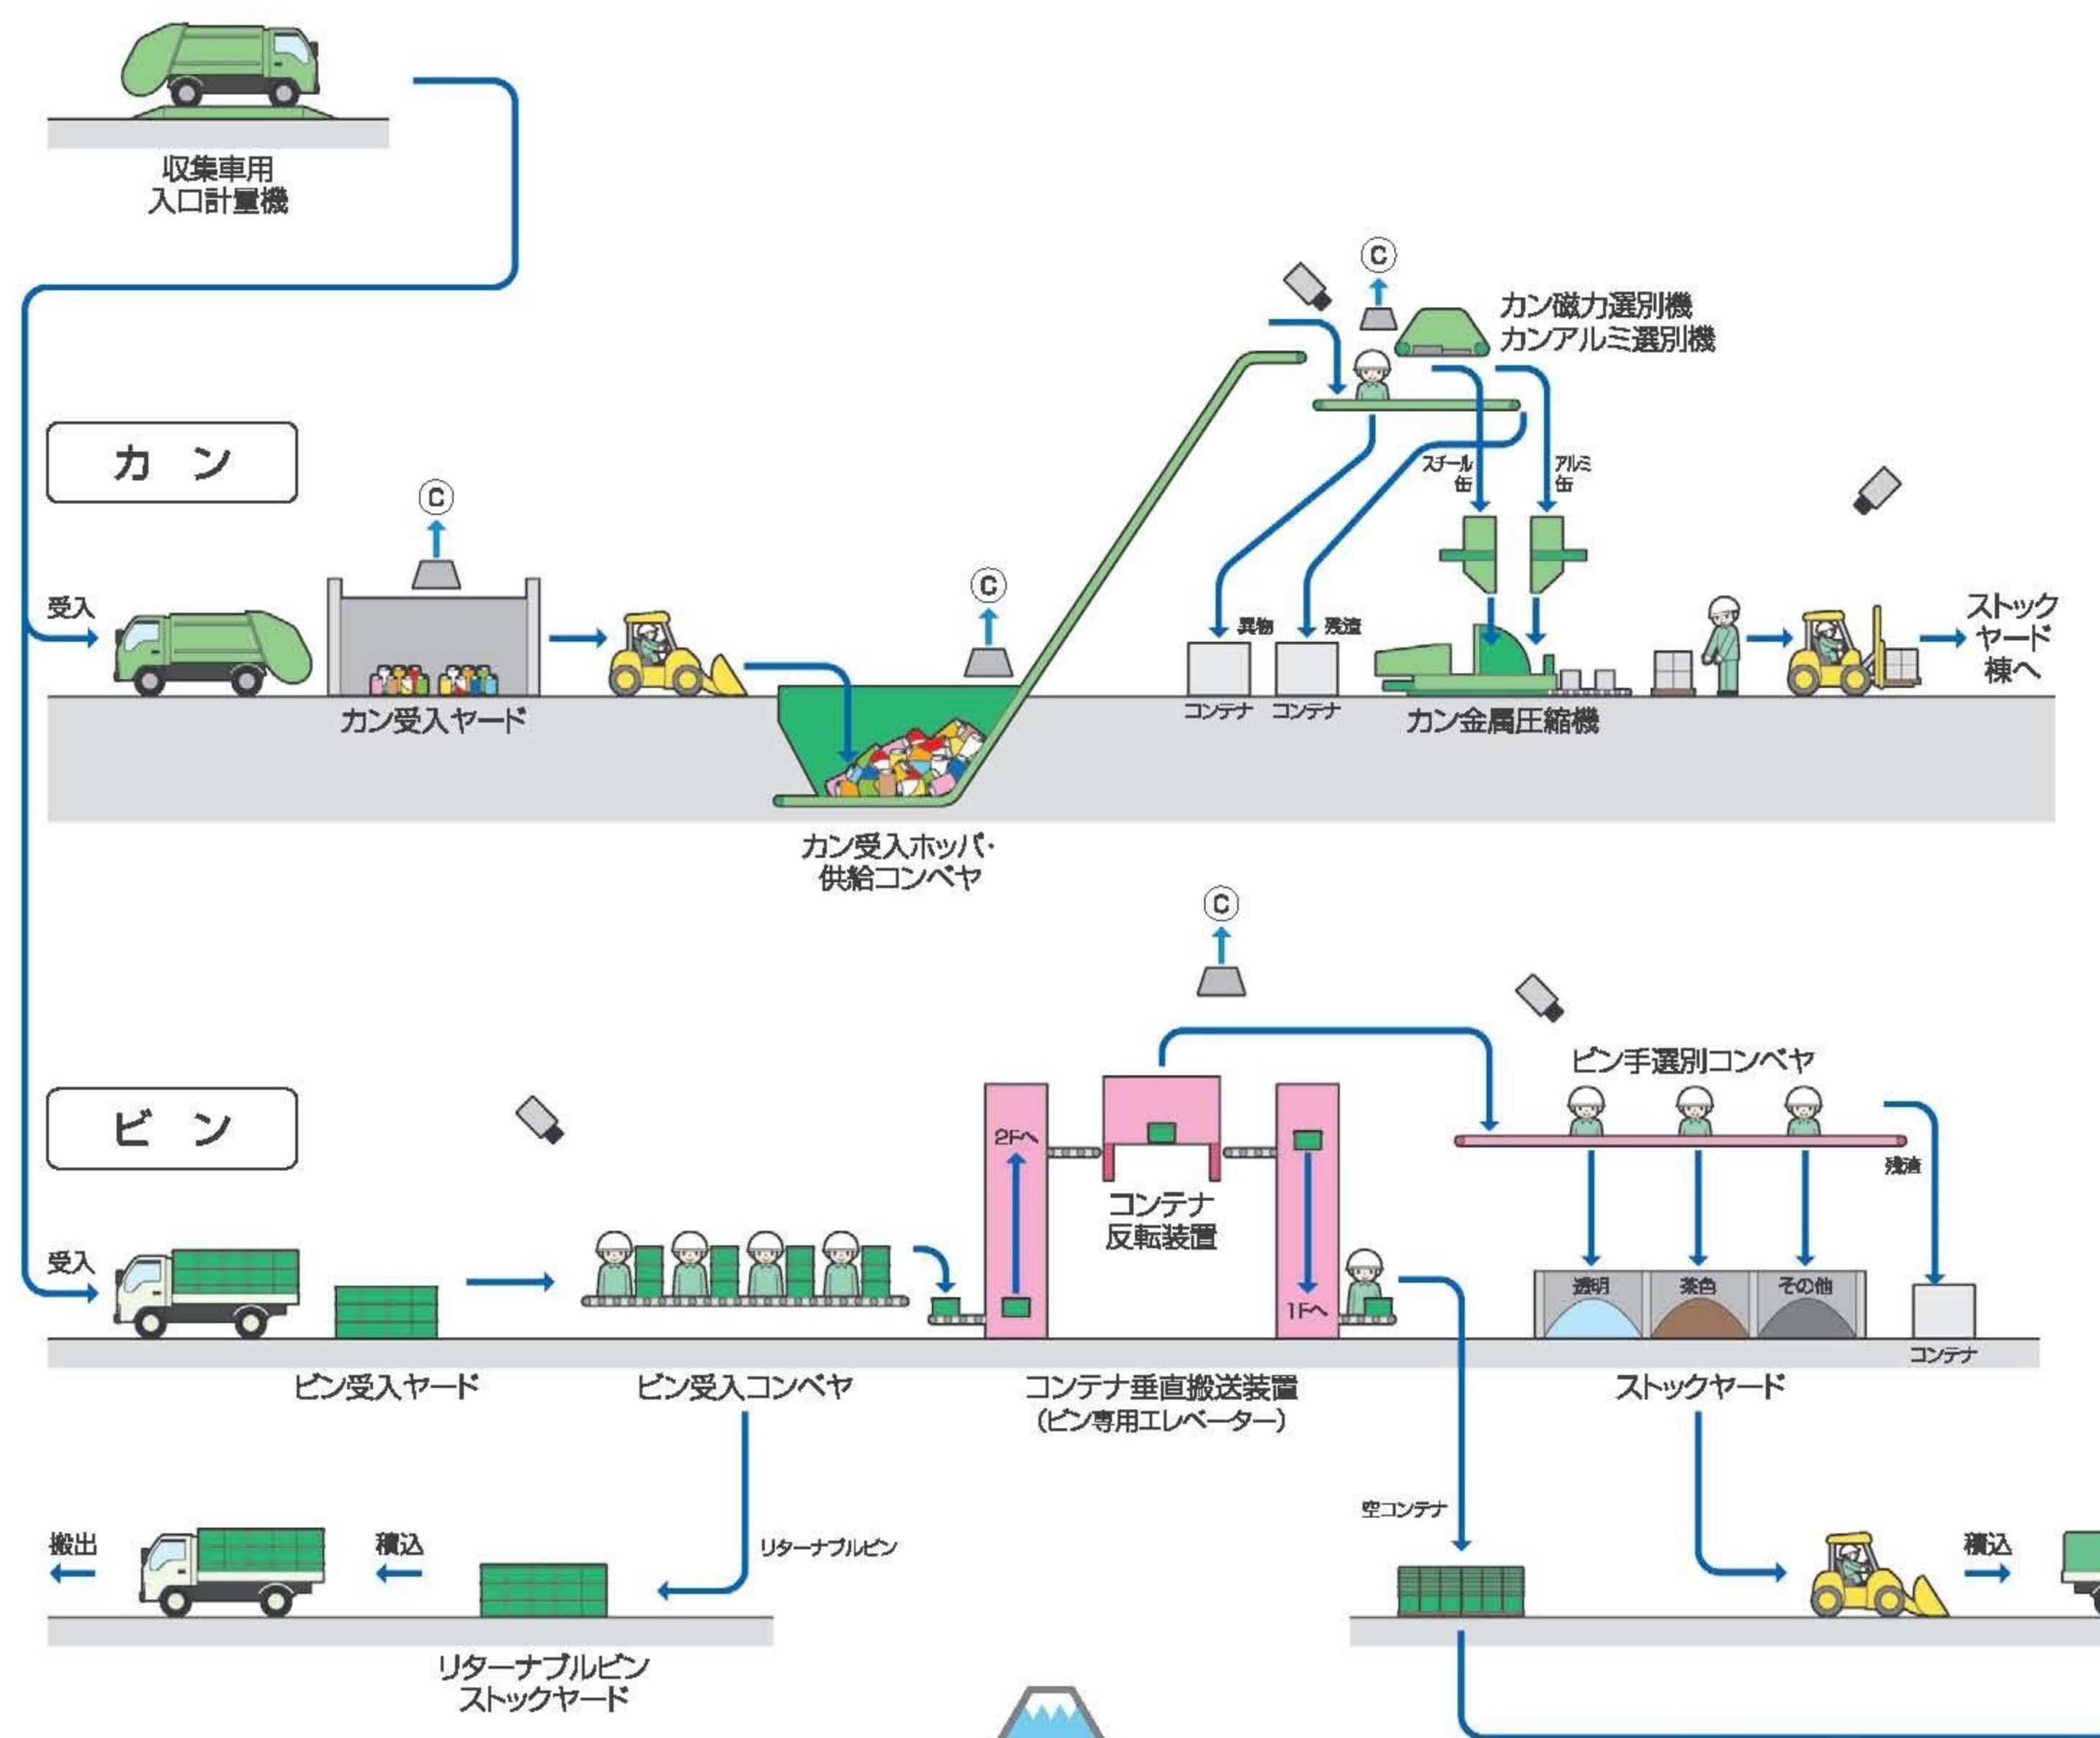 収集車用
入口計量機
C
カン磁力選別機
カンアルミ選別機
カン
C
スチール
缶
アルミ
缶
C
受入
異物
残渣
ストック
ヤード
棟へ
コンテナ
コンテナ
カン受入ヤード
カン金属圧縮機
カン受入ホッパ・
供給コンベヤ
C
ビン手選別コンベヤ
ビン
2Fへ
残渣
コンテナ
反転装置
受入
透明
茶色
その他
1Fへ
コンテナ
ビン受入ヤード
ビン受入コンベヤ
コンテナ垂直搬送装置
(ビン専用エレベーター)
ストックヤード
空コンテナ
搬出
積込
リターナブルビン
積込
リターナブルビン
ストックヤード